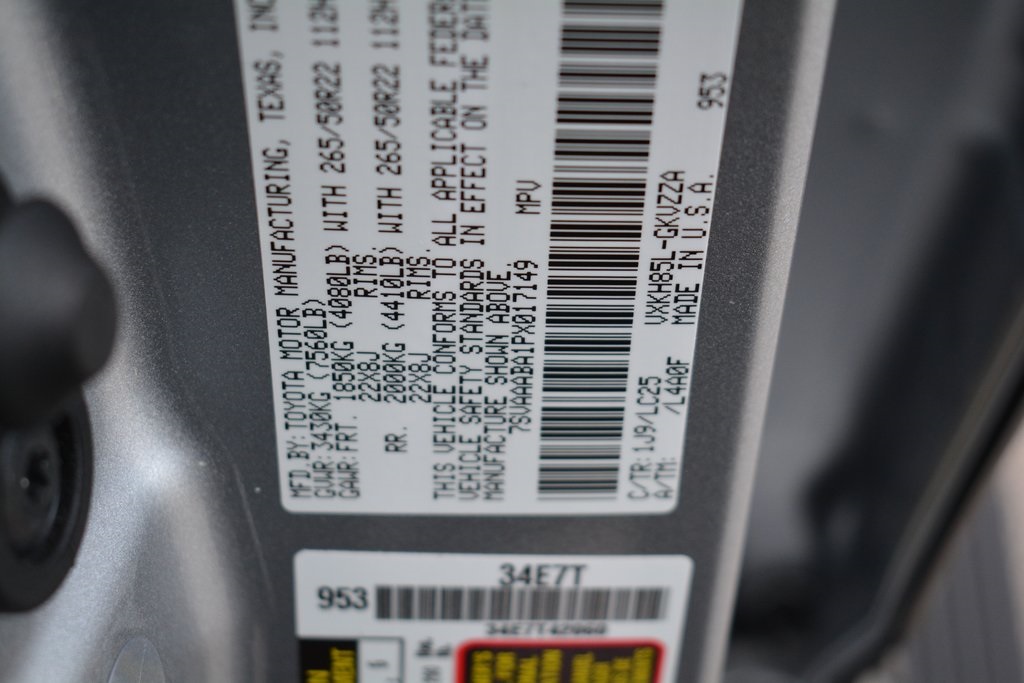 MFD.BY:TOYOTA MOTOR MANUFACTURING, TEXAS, INC
GVWR:3430KG (7560LB)
GAWR:FRT. 1850KG (4080LB) WITH 265/50R22 112H
22X8J RIMS.
RR. 2000KG (4410LB) WITH 265/50R22 112H
22X8J RIMS.
THIS VEHICLE CONFORMS TO ALL APPLICABLE FEDER
VEHICLE SAFETY STANDARDS IN EFFECT ON THE DAT
MANUFACTURE SHOWN ABOVE.
7SVAAABA1PX017149 MPV
C/TR:1J9/LC25 VXKH85L-GKVZZA 953
A/TM: /L4A0F MADE IN U.S.A.
34E7T
953